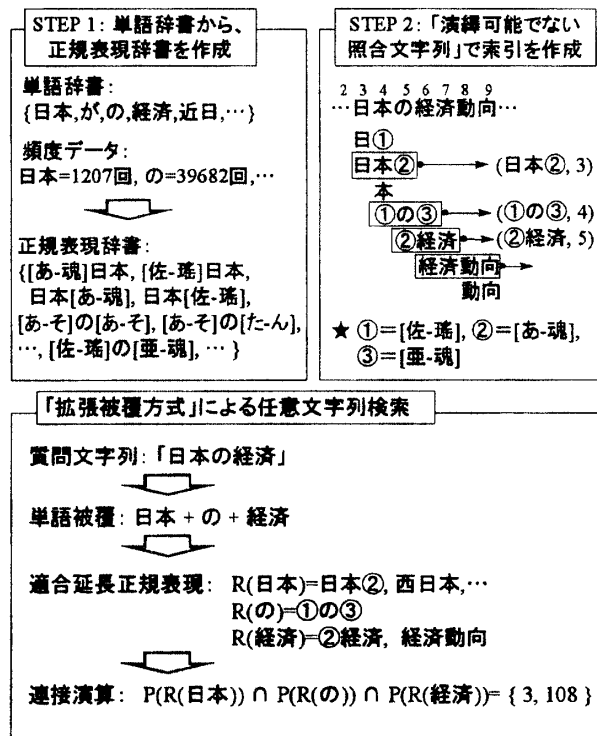 STEP 1: 単語辞書から、
正規表現辞書を作成
単語辞書:
{日本,が,の,経済,近日,…}
頻度データ:
日本=1207回, の=39682回,…
正規表現辞書:
{[あ-魂]日本, [佐-瑤]日本,
日本[あ-魂], 日本[佐-瑤],
[あ-そ]の[あ-そ], [あ-そ]の[た-ん],
…, [佐-瑤]の[亜-魂], … }
STEP 2:「演繹可能でない
照合文字列」で索引を作成
2 3 4 5 6 7 8 9
…日本の経済動向…
日①
日本② (日本②, 3)
本
①の③ (①の③, 4)
②経済 (②経済, 5)
経済動向
動向
★ ①=[佐-瑤], ②=[あ-魂],
③=[亜-魂]
「拡張被覆方式」による任意文字列検索
質問文字列:「日本の経済」
単語被覆: 日本 + の + 経済
適合延長正規表現: R(日本)=日本②, 西日本,…
R(の)=①の③
R(経済)=②経済, 経済動向
連接演算: P(R(日本)) ∩ P(R(の)) ∩ P(R(経済))= { 3, 108 }